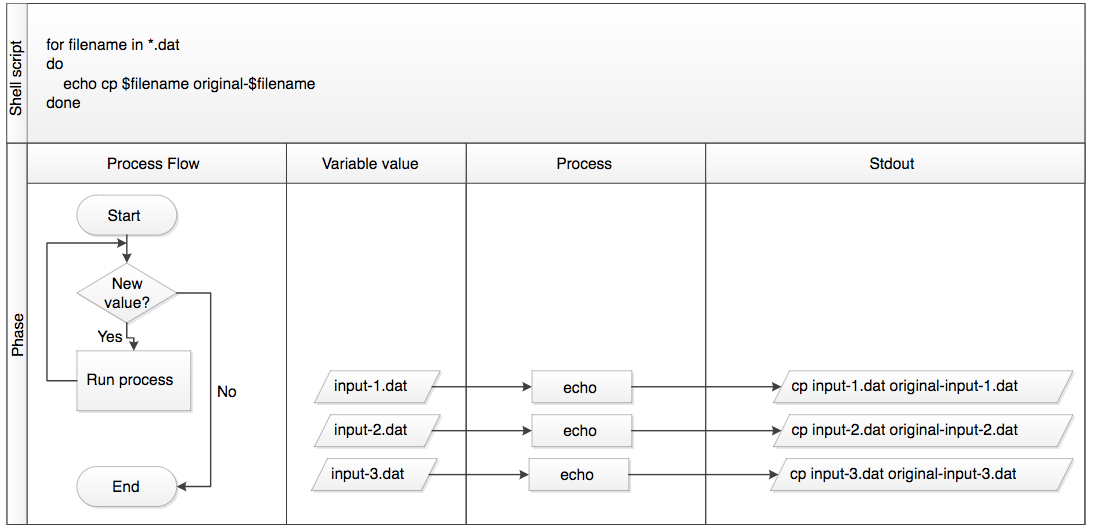 Shell script
for filename in *.dat
do
    echo cp $filename original-$filename
done
Phase
Process Flow
Variable value
Process
Stdout
Start
New
value?
Yes
Run process
No
End
input-1.dat
echo
cp input-1.dat original-input-1.dat
input-2.dat
echo
cp input-2.dat original-input-2.dat
input-3.dat
echo
cp input-3.dat original-input-3.dat